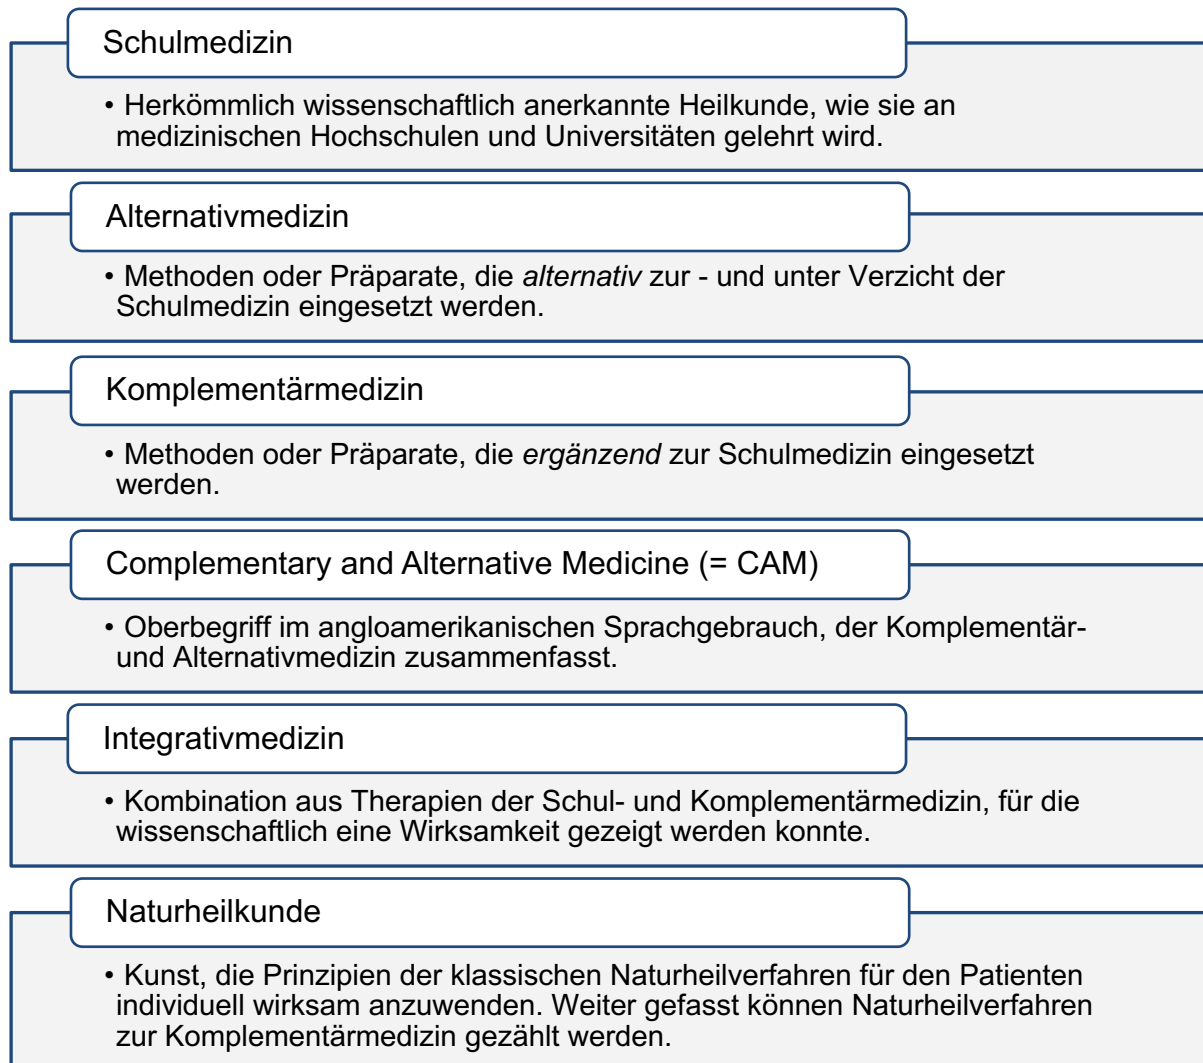 Schulmedizin
• Herkömmlich wissenschaftlich anerkannte Heilkunde, wie sie an
medizinischen Hochschulen und Universitäten gelehrt wird.
Alternativmedizin
• Methoden oder Präparate, die alternativ zur - und unter Verzicht der
Schulmedizin eingesetzt werden.
Komplementärmedizin
• Methoden oder Präparate, die ergänzend zur Schulmedizin eingesetzt
werden.
Complementary and Alternative Medicine (= CAM)
• Oberbegriff im angloamerikanischen Sprachgebrauch, der Komplementär-
und Alternativmedizin zusammenfasst.
Integrativmedizin
• Kombination aus Therapien der Schul- und Komplementärmedizin, für die
wissenschaftlich eine Wirksamkeit gezeigt werden konnte.
Naturheilkunde
• Kunst, die Prinzipien der klassischen Naturheilverfahren für den Patienten
individuell wirksam anzuwenden. Weiter gefasst können Naturheilverfahren
zur Komplementärmedizin gezählt werden.